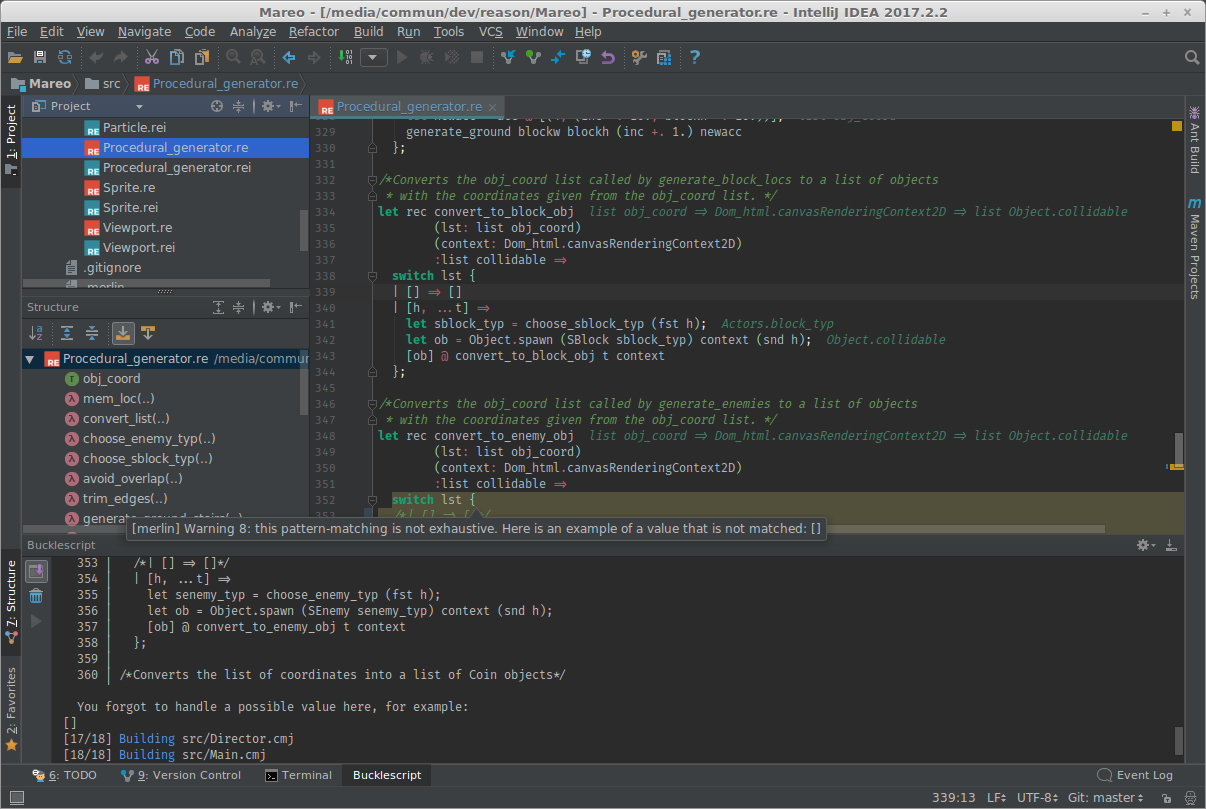 Mareo - [/media/commun/dev/reason/Mareo] - Procedural_generator.re - IntelliJ IDEA 2017.2.2
File Edit View Navigate Code Analyze Refactor Build Run Tools VCS Window Help
Mareo src Procedural_generator.re
Project
Procedural_generator.re
1: Project
7: Structure
2: Favorites
Ant Build
Maven Projects
Particle.rei
Procedural_generator.re
Procedural_generator.rei
Sprite.re
Sprite.rei
Viewport.re
Viewport.rei
.gitignore
.merlin
Structure
Procedural_generator.re /media/commun
obj_coord
mem_loc(..)
convert_list(..)
choose_enemy_typ(..)
choose_sblock_typ(..)
avoid_overlap(..)
trim_edges(..)
generate_ground_stairs(..)
329 generate_ground blockw blockh (inc +. 1.) newacc
330 };
331
332 /*Converts the obj_coord list called by generate_block_locs to a list of objects
333 * with the coordinates given from the obj_coord list. */
334 let rec convert_to_block_obj list obj_coord => Dom_html.canvasRenderingContext2D => list Object.collidable
335 (lst: list obj_coord)
336 (context: Dom_html.canvasRenderingContext2D)
337 :list collidable =>
338 switch lst {
339 | [] => []
340 | [h, ...t] =>
341 let sblock_typ = choose_sblock_typ (fst h); Actors.block_typ
342 let ob = Object.spawn (SBlock sblock_typ) context (snd h); Object.collidable
343 [ob] @ convert_to_block_obj t context
344 };
345
346 /*Converts the obj_coord list called by generate_enemies to a list of objects
347 * with the coordinates given from the obj_coord list. */
348 let rec convert_to_enemy_obj list obj_coord => Dom_html.canvasRenderingContext2D => list Object.collidable
349 (lst: list obj_coord)
350 (context: Dom_html.canvasRenderingContext2D)
351 :list collidable =>
352 switch lst {
353 /*| [] => []*/
[merlin] Warning 8: this pattern-matching is not exhaustive. Here is an example of a value that is not matched: []
Bucklescript
353 | /*| [] => []*/
354 | | [h, ...t] =>
355 | let senemy_typ = choose_enemy_typ (fst h);
356 | let ob = Object.spawn (SEnemy senemy_typ) context (snd h);
357 | [ob] @ convert_to_enemy_obj t context
358 | };
359 |
360 | /*Converts the list of coordinates into a list of Coin objects*/
You forgot to handle a possible value here, for example:
[]
[17/18] Building src/Director.cmj
[18/18] Building src/Main.cmj
6: TODO 9: Version Control Terminal Bucklescript Event Log
339:13 LF UTF-8 Git: master